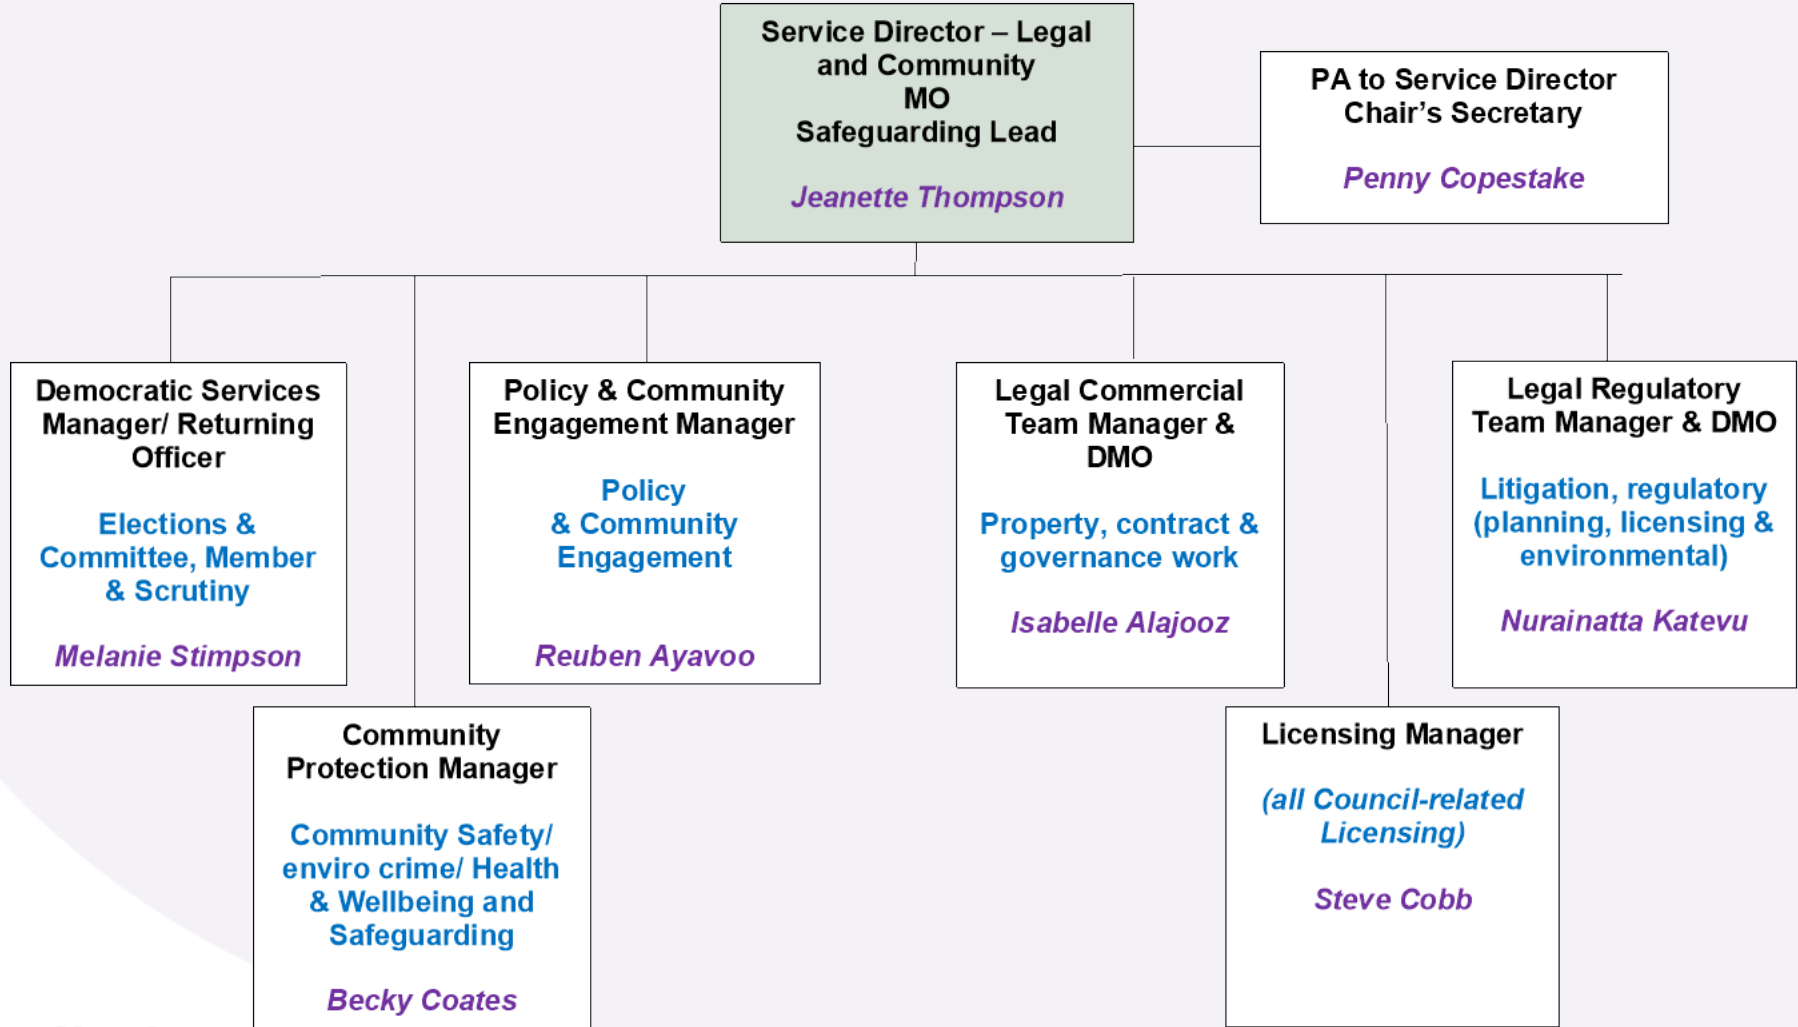 Service Director – Legal
and Community
MO
Safeguarding Lead
Jeanette Thompson
PA to Service Director
Chair’s Secretary
Penny Copestake
Democratic Services
Manager/ Returning
Officer
Elections &
Committee, Member
& Scrutiny
Melanie Stimpson
Policy & Community
Engagement Manager
Policy
& Community
Engagement
Reuben Ayavoo
Legal Commercial
Team Manager &
DMO
Property, contract &
governance work
Isabelle Alajooz
Legal Regulatory
Team Manager & DMO
Litigation, regulatory
(planning, licensing &
environmental)
Nurainatta Katevu
Community
Protection Manager
Community Safety/
enviro crime/ Health
& Wellbeing and
Safeguarding
Becky Coates
Licensing Manager
(all Council-related
Licensing)
Steve Cobb